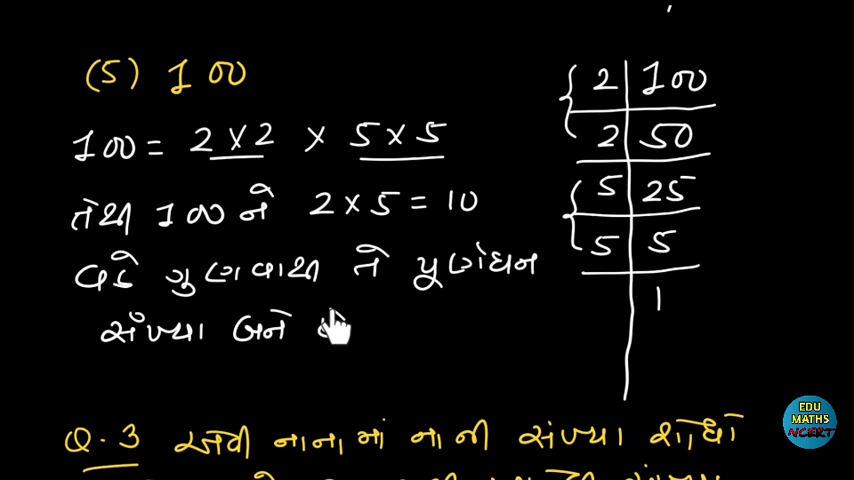 (5) 100
100 = 2 × 2 × 5 × 5
તેથી 100 ને 2 × 5 = 10
વડે ગુણવાથી તે પૂર્ણઘન
સંખ્યા બને
2 | 100
2 | 50
5 | 25
5 | 5
1
Q.3 એવી નાનામાં નાની સંખ્યા શોધો
EDU
MATHS
NCERT